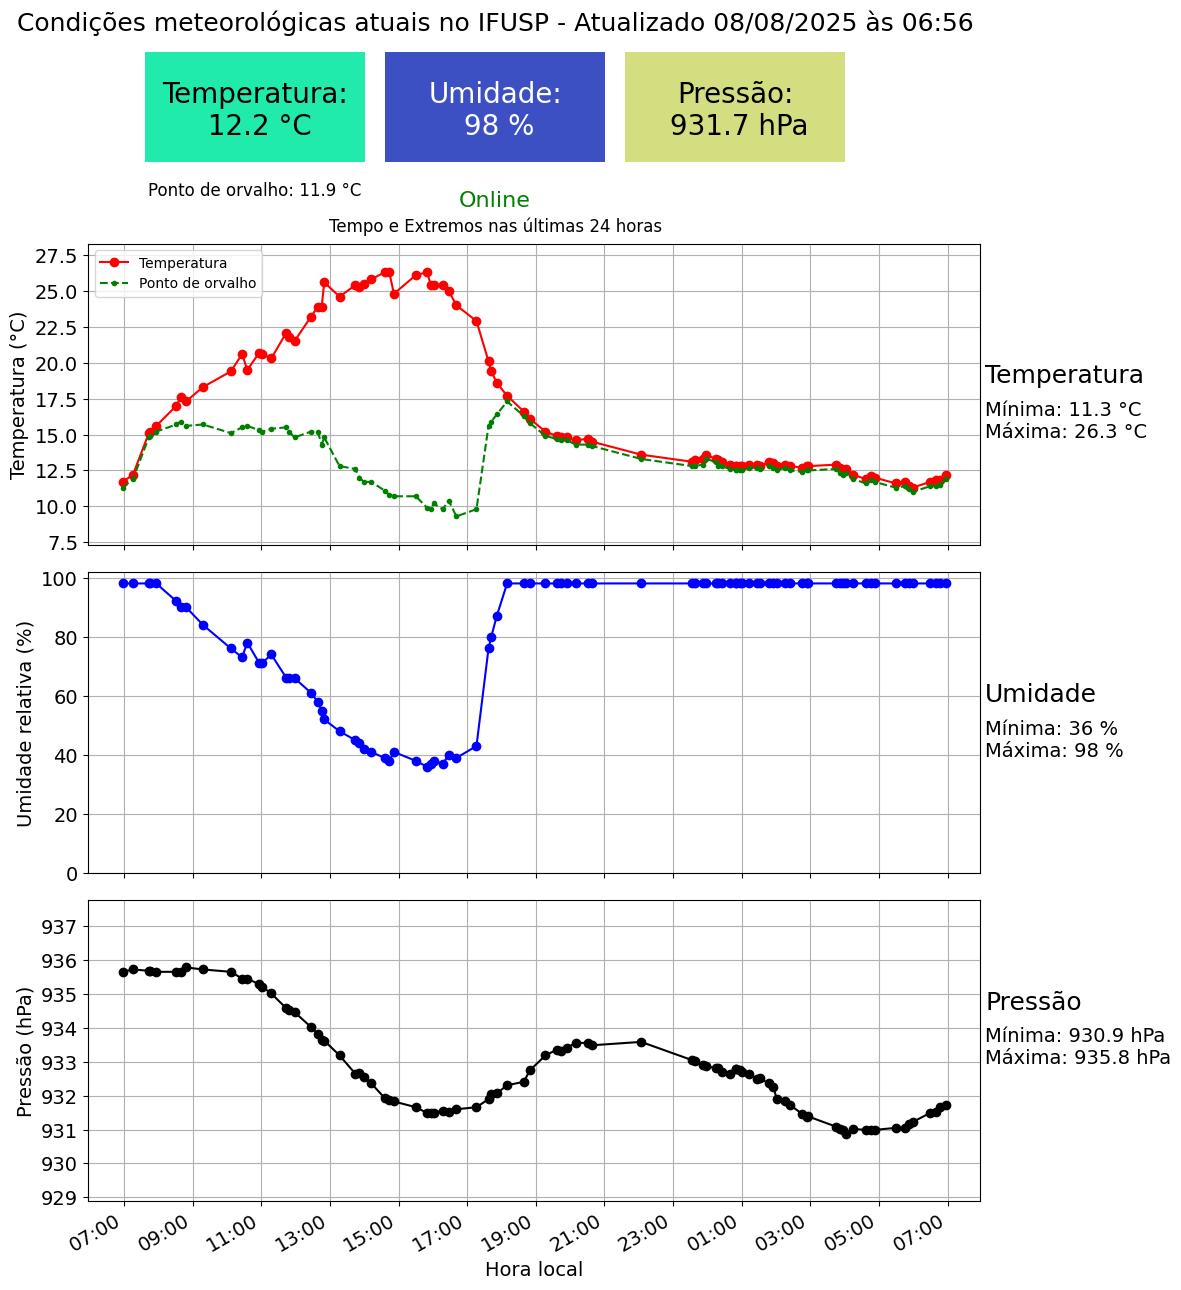 Condições meteorológicas atuais no IFUSP - Atualizado 08/08/2025 às 06:56
Temperatura:
12.2 °C
Umidade:
98 %
Pressão:
931.7 hPa
Ponto de orvalho: 11.9 °C
Online
Tempo e Extremos nas últimas 24 horas
Temperatura (°C)
27.5
25.0
22.5
20.0
17.5
15.0
12.5
10.0
7.5
Temperatura
Ponto de orvalho
Temperatura
Mínima: 11.3 °C
Máxima: 26.3 °C
Umidade relativa (%)
100
80
60
40
20
0
Umidade
Mínima: 36 %
Máxima: 98 %
Pressão (hPa)
937
936
935
934
933
932
931
930
929
Pressão
Mínima: 930.9 hPa
Máxima: 935.8 hPa
07:00 09:00 11:00 13:00 15:00 17:00 19:00 21:00 23:00 01:00 03:00 05:00 07:00
Hora local